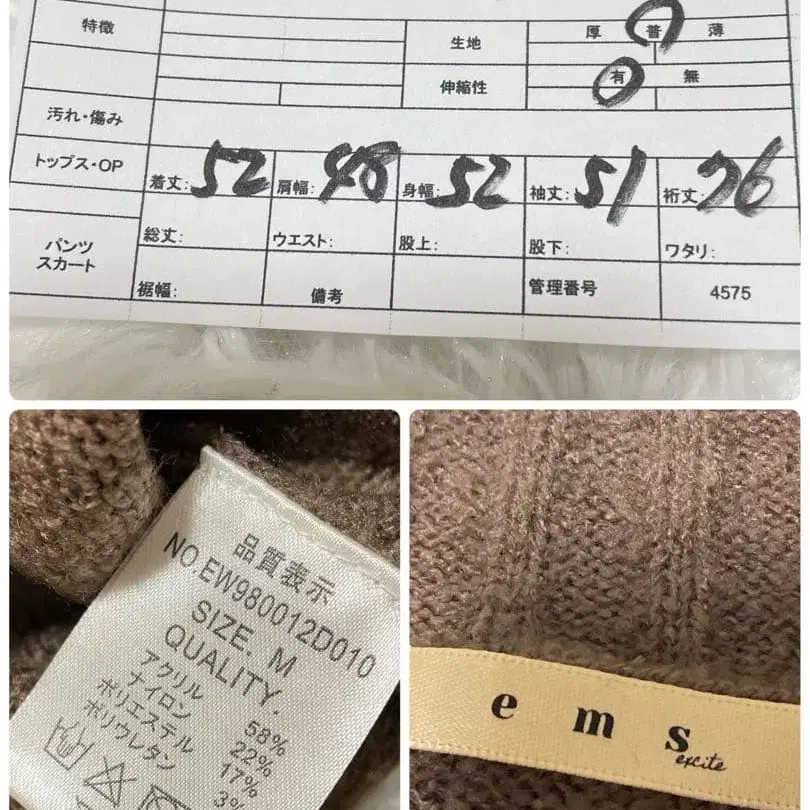 特徴
生地 厚 普 薄
伸縮性 有 無
汚れ・傷み
トップス・OP 着丈: 52 肩幅: 48 身幅: 52 袖丈: 51 裄丈: 76
パンツ
スカート
総丈: ウエスト: 股上: 股下: ワタリ:
裾幅: 備考 管理番号 4575
品質表示
NO.EW980012D010
SIZE. M
QUALITY.
アクリル 58%
ナイロン 22%
ポリエステル 17%
ポリウレタン 3%
e m s
excite